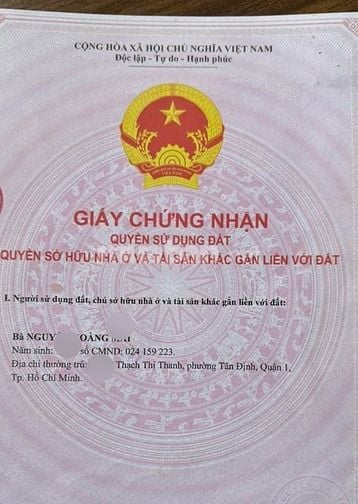 CỘNG HÒA XÃ HỘI CHỦ NGHĨA VIỆT NAM
Độc lập - Tự do - Hạnh phúc
GIẤY CHỨNG NHẬN
QUYỀN SỬ DỤNG ĐẤT
QUYỀN SỞ HỮU NHÀ Ở VÀ TÀI SẢN KHÁC GẮN LIỀN VỚI ĐẤT
I. Người sử dụng đất, chủ sở hữu nhà ở và tài sản khác gắn liền với đất:
Bà
Năm sinh: số CMND: 024 159 223.
Địa chỉ thường trú: Thạch Thị Thanh, phường Tân Định, Quận 1,
Tp. Hồ Chí Minh.